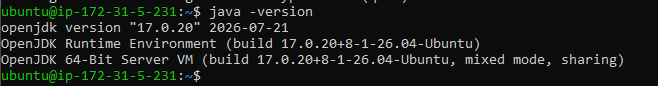 ubuntu@ip-172-31-5-231:~$ java -version
openjdk version "17.0.20" 2026-07-21
OpenJDK Runtime Environment (build 17.0.20+8-1-26.04-Ubuntu)
OpenJDK 64-Bit Server VM (build 17.0.20+8-1-26.04-Ubuntu, mixed mode, sharing)
ubuntu@ip-172-31-5-231:~$